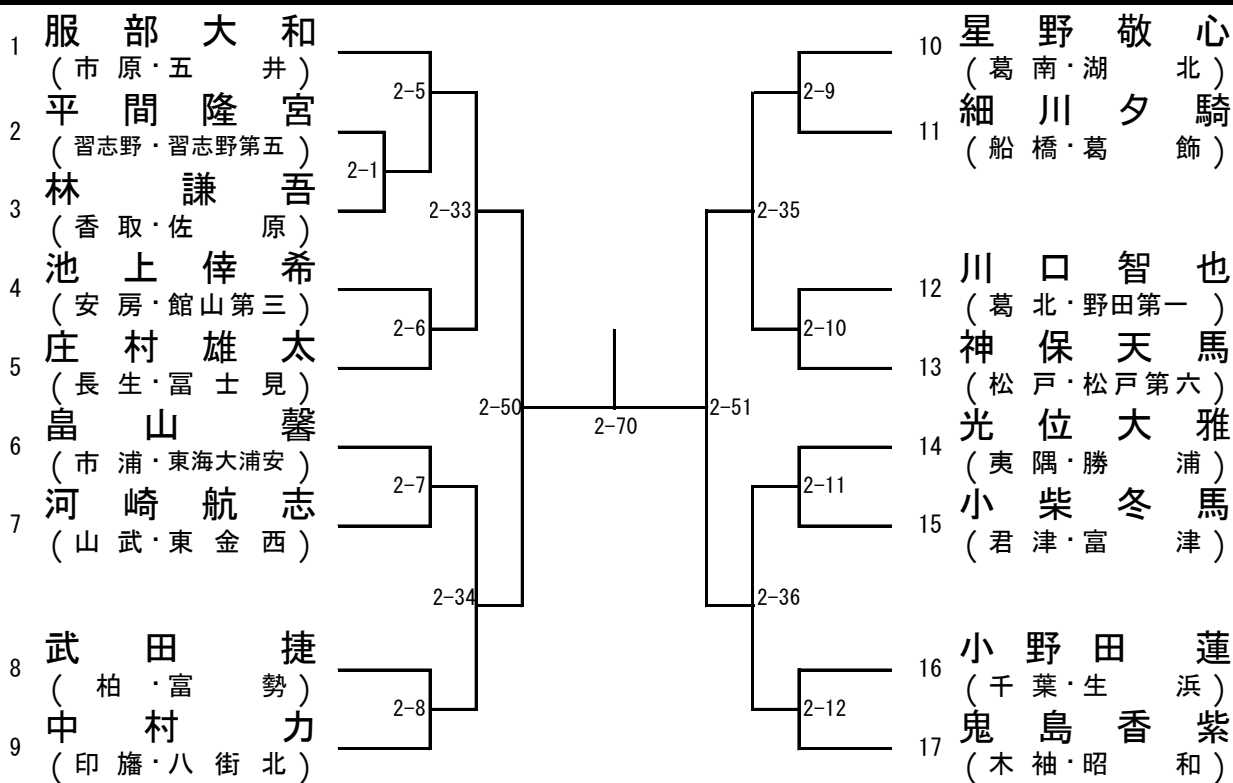 1 服部大和
(市原・五井)
2 平間隆宮
(習志野・習志野第五)
3 林謙吾
(香取・佐原)
4 池上倖希
(安房・館山第三)
5 庄村雄太
(長生・冨士見)
6 畠山馨
(市浦・東海大浦安)
7 河崎航志
(山武・東金西)
8 武田捷
(柏・富勢)
9 中村力
(印旛・八街北)
2-5
2-1
2-33
2-6
2-50
2-7
2-34
2-8
2-70
2-9
2-35
2-10
2-51
2-11
2-36
2-12
10 星野敬心
(葛南・湖北)
11 細川夕騎
(船橋・葛飾)
12 川口智也
(葛北・野田第一)
13 神保天馬
(松戸・松戸第六)
14 光位大雅
(夷隅・勝浦)
15 小柴冬馬
(君津・富津)
16 小野田蓮
(千葉・生浜)
17 鬼島香紫
(木袖・昭和)